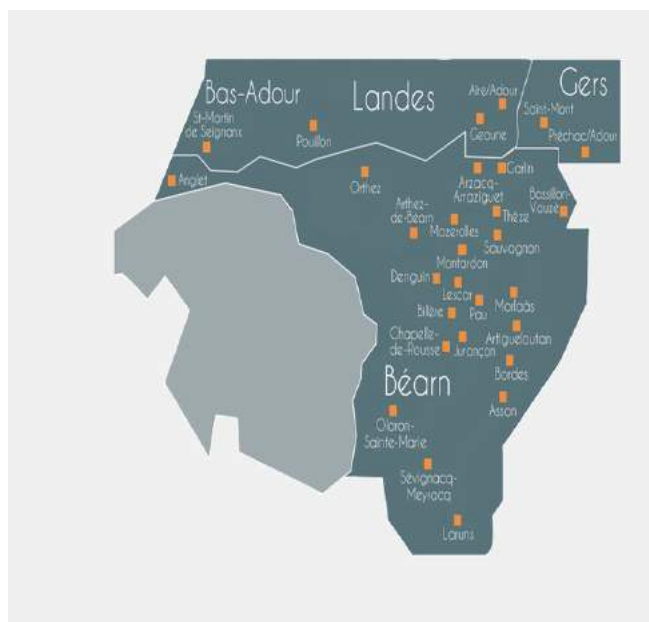 Bas-Adour
Landes
Gers
Aire/Adour
Saint-Mont
St-Martin
de Seignanx
Pouillon
Geaune
Préchac/Adour
Anglet
Orthez
Arzacq-
Arraziguet
Garlin
Arthez-
de-Béarn
Mazerolles
Thèze
Bassillon-
Vauzé
Sauvagnon
Montardon
Denguin
Lescar
Morlaàs
Billère
Pau
Chapelle-
de-Rousse
Jurançon
Artigueloutan
Béarn
Bordes
Asson
Oloron-
Sainte-Marie
Sévignacq-
Meyracq
Laruns